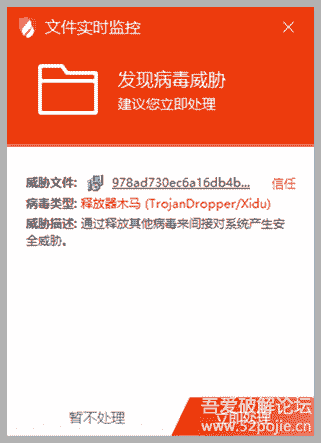 文件实时监控
发现病毒威胁
建议您立即处理
威胁文件: 978ad730ec6a16db4b... 信任
病毒类型: 释放器木马 (TrojanDropper/Xidu)
威胁描述: 通过释放其他病毒来间接对系统产生安
全威胁。
暂不处理 立即处理
吾爱破解论坛
www.52pojie.cn